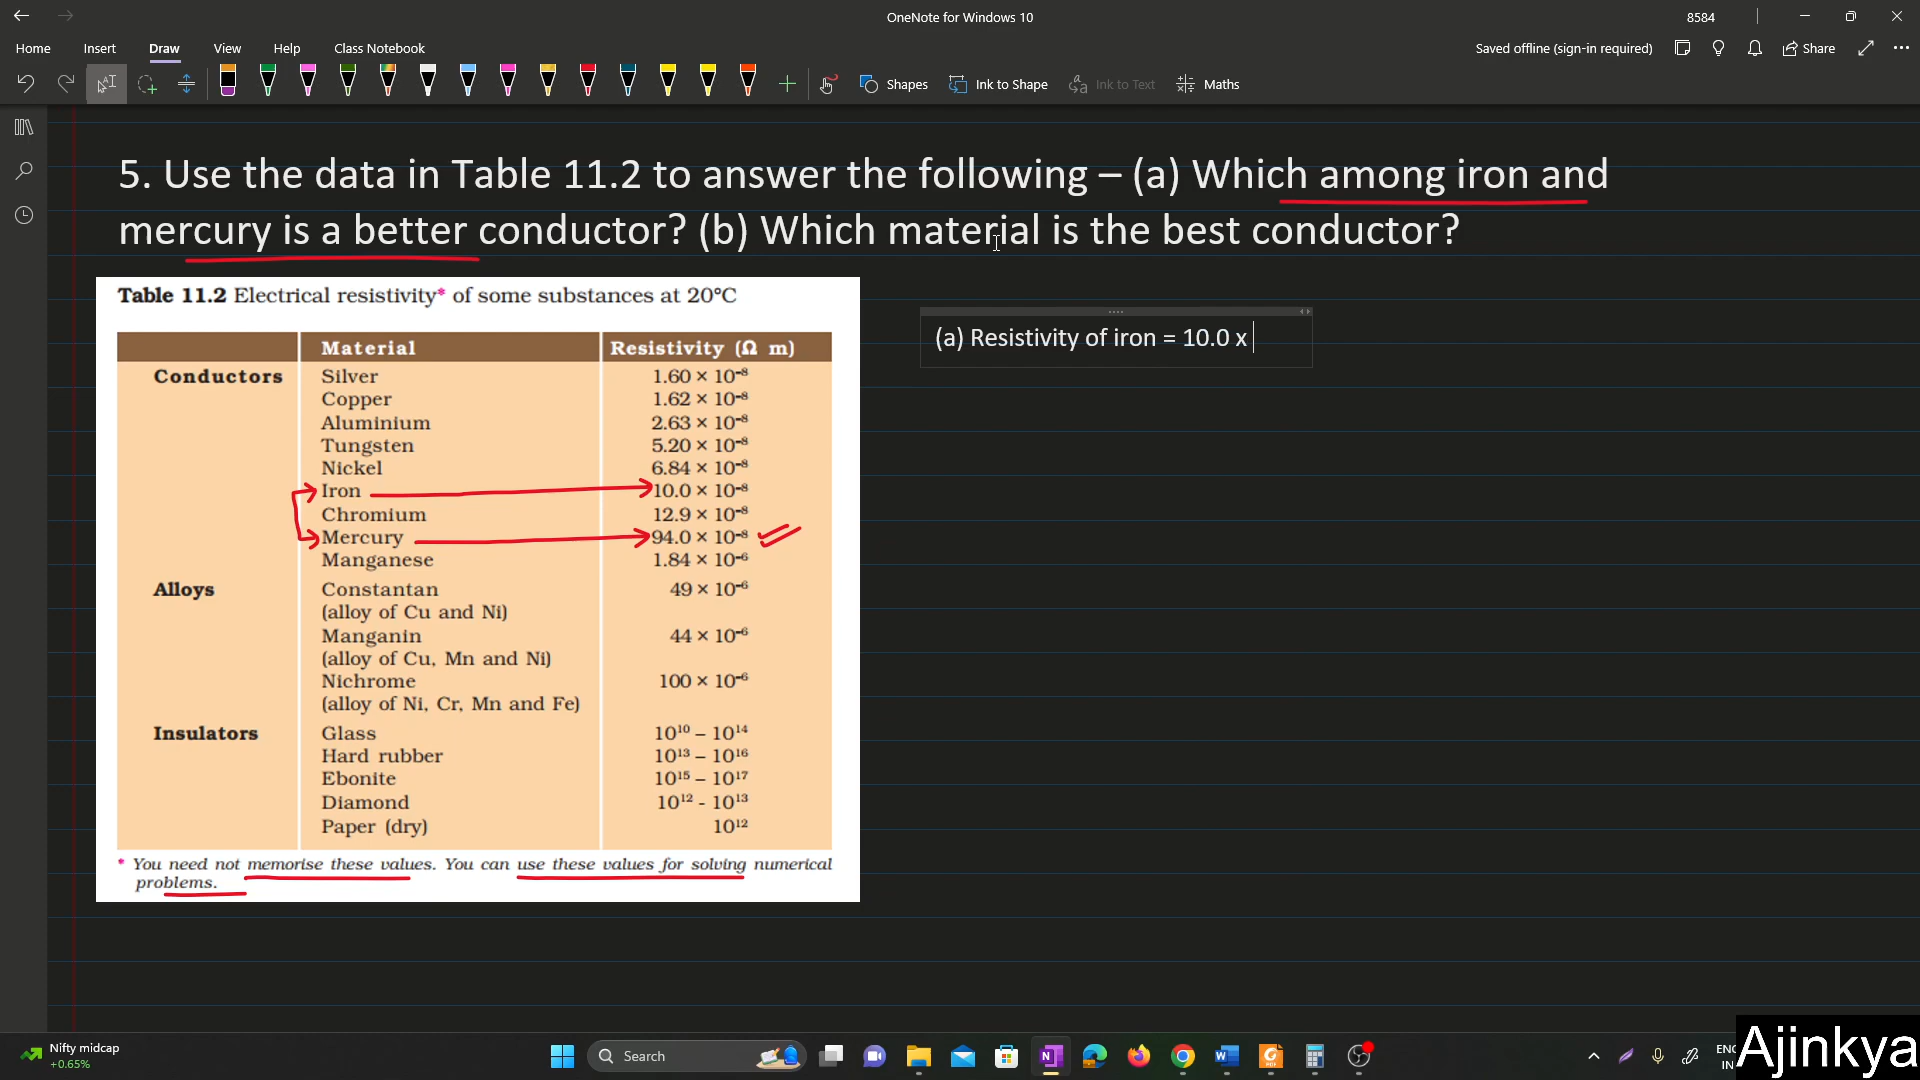 OneNote for Windows 10
8584
Home Insert Draw View Help Class Notebook
Saved offline (sign-in required)
Share
Shapes
Ink to Shape
Ink to Text
Maths
5. Use the data in Table 11.2 to answer the following – (a) Which among iron and
mercury is a better conductor? (b) Which material is the best conductor?
Table 11.2 Electrical resistivity* of some substances at 20°C
Material Resistivity (Ω m)
Conductors Silver 1.60 × 10⁻⁸
Copper 1.62 × 10⁻⁸
Aluminium 2.63 × 10⁻⁸
Tungsten 5.20 × 10⁻⁸
Nickel 6.84 × 10⁻⁸
Iron 10.0 × 10⁻⁸
Chromium 12.9 × 10⁻⁸
Mercury 94.0 × 10⁻⁸
Manganese 1.84 × 10⁻⁶
Alloys Constantan 49 × 10⁻⁶
(alloy of Cu and Ni)
Manganin 44 × 10⁻⁶
(alloy of Cu, Mn and Ni)
Nichrome 100 × 10⁻⁶
(alloy of Ni, Cr, Mn and Fe)
Insulators Glass 10¹⁰ – 10¹⁴
Hard rubber 10¹³ – 10¹⁶
Ebonite 10¹⁵ – 10¹⁷
Diamond 10¹² - 10¹³
Paper (dry) 10¹²
* You need not memorise these values. You can use these values for solving numerical
problems.
(a) Resistivity of iron = 10.0 x
Nifty midcap
+0.65%
Search
Ajinkya